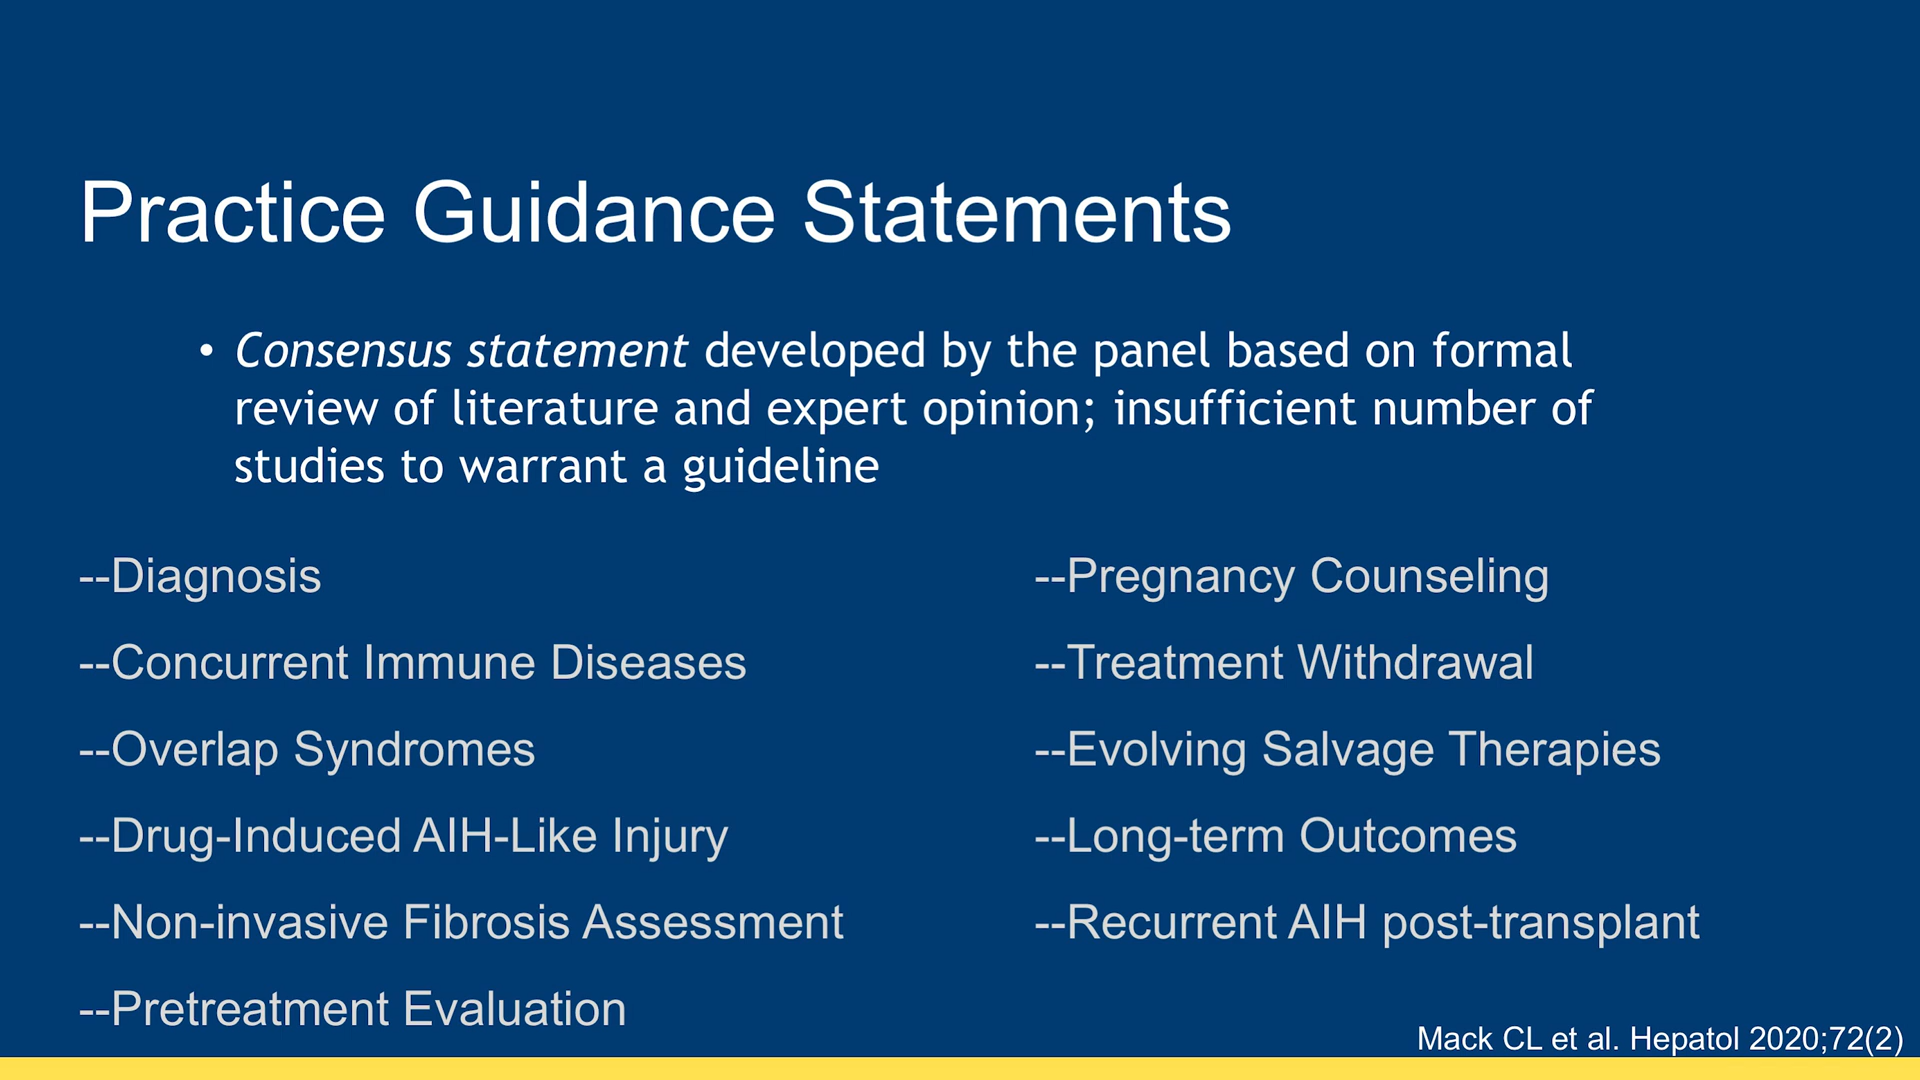 Practice Guidance Statements
• Consensus statement developed by the panel based on formal
review of literature and expert opinion; insufficient number of
studies to warrant a guideline
--Diagnosis
--Concurrent Immune Diseases
--Overlap Syndromes
--Drug-Induced AIH-Like Injury
--Non-invasive Fibrosis Assessment
--Pretreatment Evaluation
--Pregnancy Counseling
--Treatment Withdrawal
--Evolving Salvage Therapies
--Long-term Outcomes
--Recurrent AIH post-transplant
Mack CL et al. Hepatol 2020;72(2)